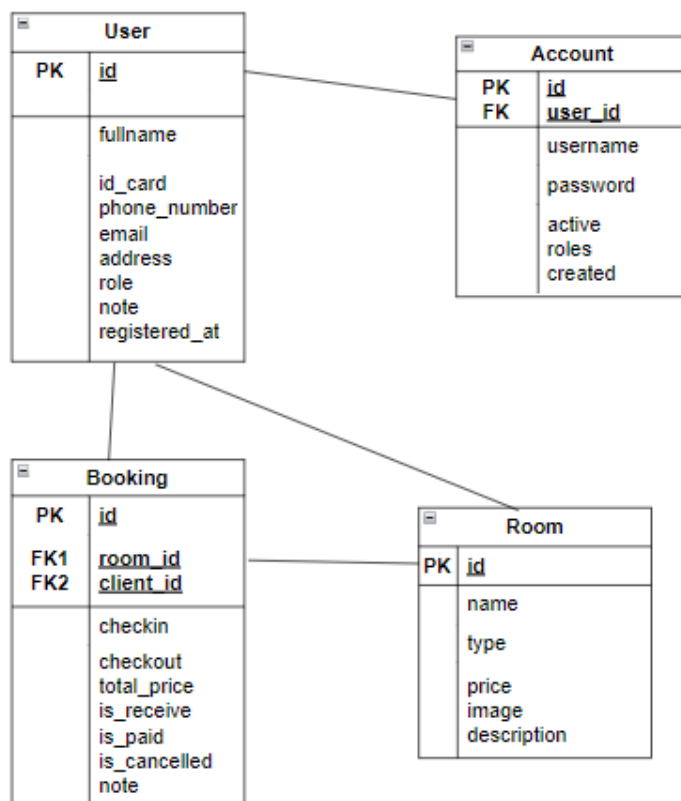 User
PK id
fullname
id_card
phone_number
email
address
role
note
registered_at
Account
PK id
FK user_id
username
password
active
roles
created
Booking
PK id
FK1 room_id
FK2 client_id
checkin
checkout
total_price
is_receive
is_paid
is_cancelled
note
Room
PK id
name
type
price
image
description